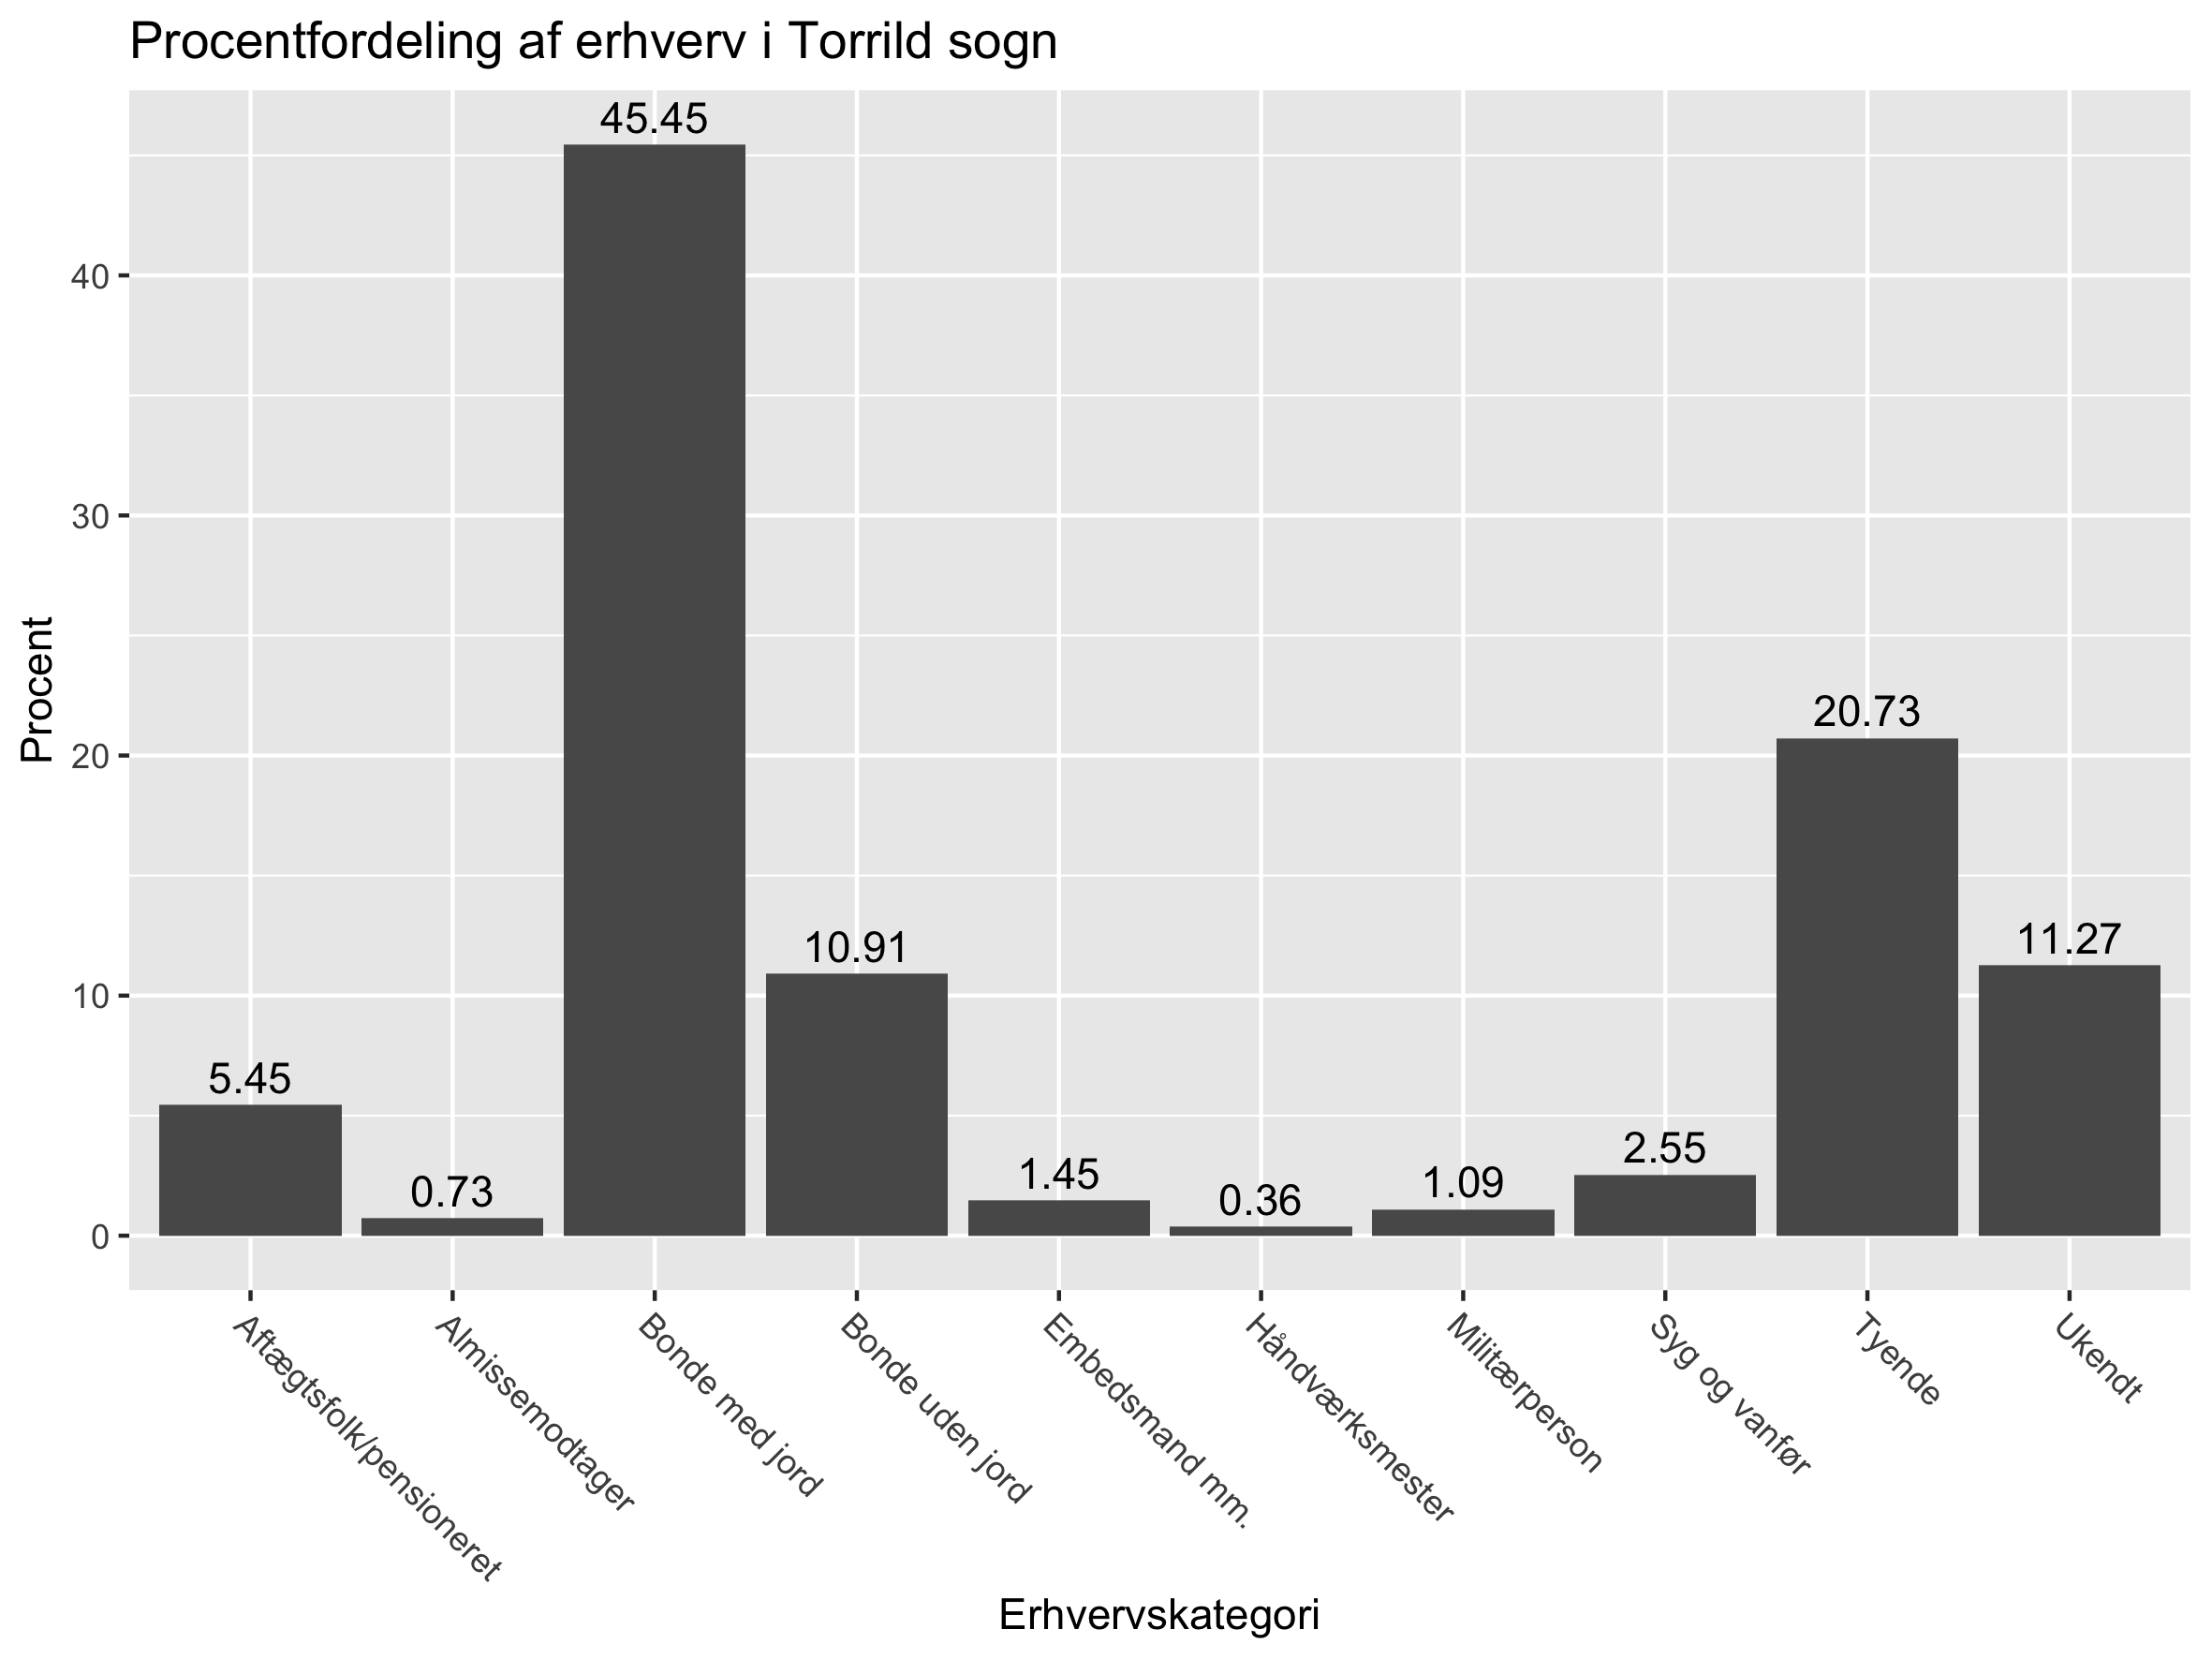 Procentfordeling af erhverv i Torrild sogn
Procent
40
30
20
10
0
45.45
20.73
11.27
10.91
5.45
2.55
1.45
1.09
0.73
0.36
Aftægtsfolk/pensioneret
Almissemodtager
Bonde med jord
Bonde uden jord
Embedsmand mm.
Håndværksmester
Militærperson
Syg og vanfør
Tyende
Ukendt
Erhvervskategori